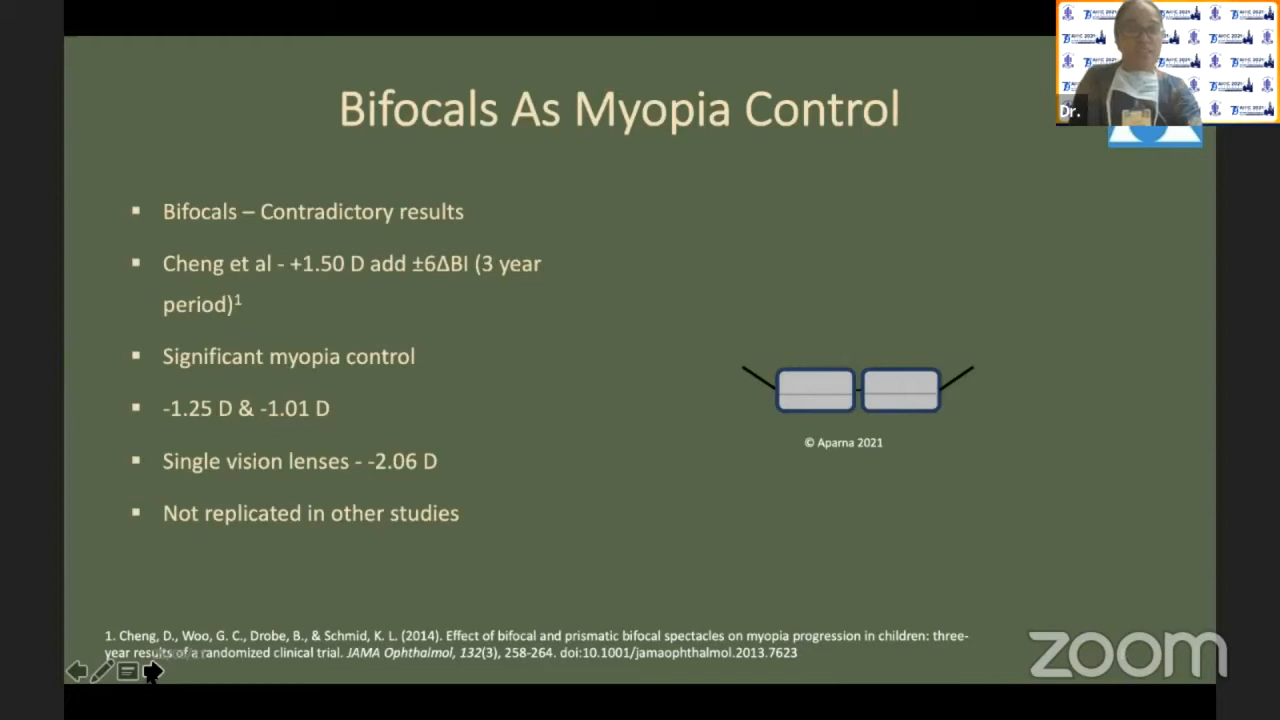 Bifocals As Myopia Control
Dr.
▪ Bifocals – Contradictory results
▪ Cheng et al - +1.50 D add ±6ΔBI (3 year
period)1
▪ Significant myopia control
▪ -1.25 D & -1.01 D
▪ Single vision lenses - -2.06 D
▪ Not replicated in other studies
© Aparna 2021
1. Cheng, D., Woo, G. C., Drobe, B., & Schmid, K. L. (2014). Effect of bifocal and prismatic bifocal spectacles on myopia progression in children: three-
year results of a randomized clinical trial. JAMA Ophthalmol, 132(3), 258-264. doi:10.1001/jamaophthalmol.2013.7623
zoom